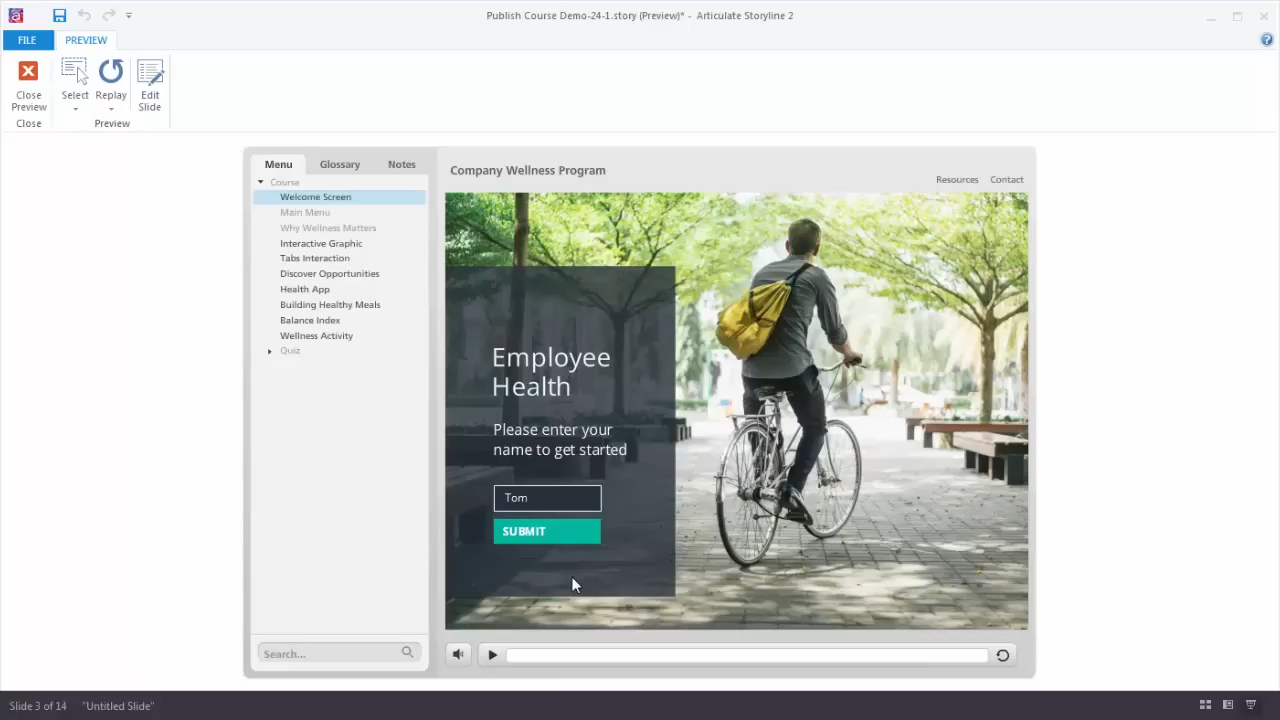 Publish Course Demo-24-1.story (Preview)* - Articulate Storyline 2
FILE
PREVIEW
Close
Preview
Select
Replay
Edit
Slide
Close
Preview
Menu
Glossary
Notes
Company Wellness Program
Resources
Contact
Course
Welcome Screen
Main Menu
Why Wellness Matters
Interactive Graphic
Tabs Interaction
Discover Opportunities
Health App
Building Healthy Meals
Balance Index
Wellness Activity
Quiz
Employee
Health
Please enter your
name to get started
Tom
SUBMIT
Search...
Slide 3 of 14
"Untitled Slide"